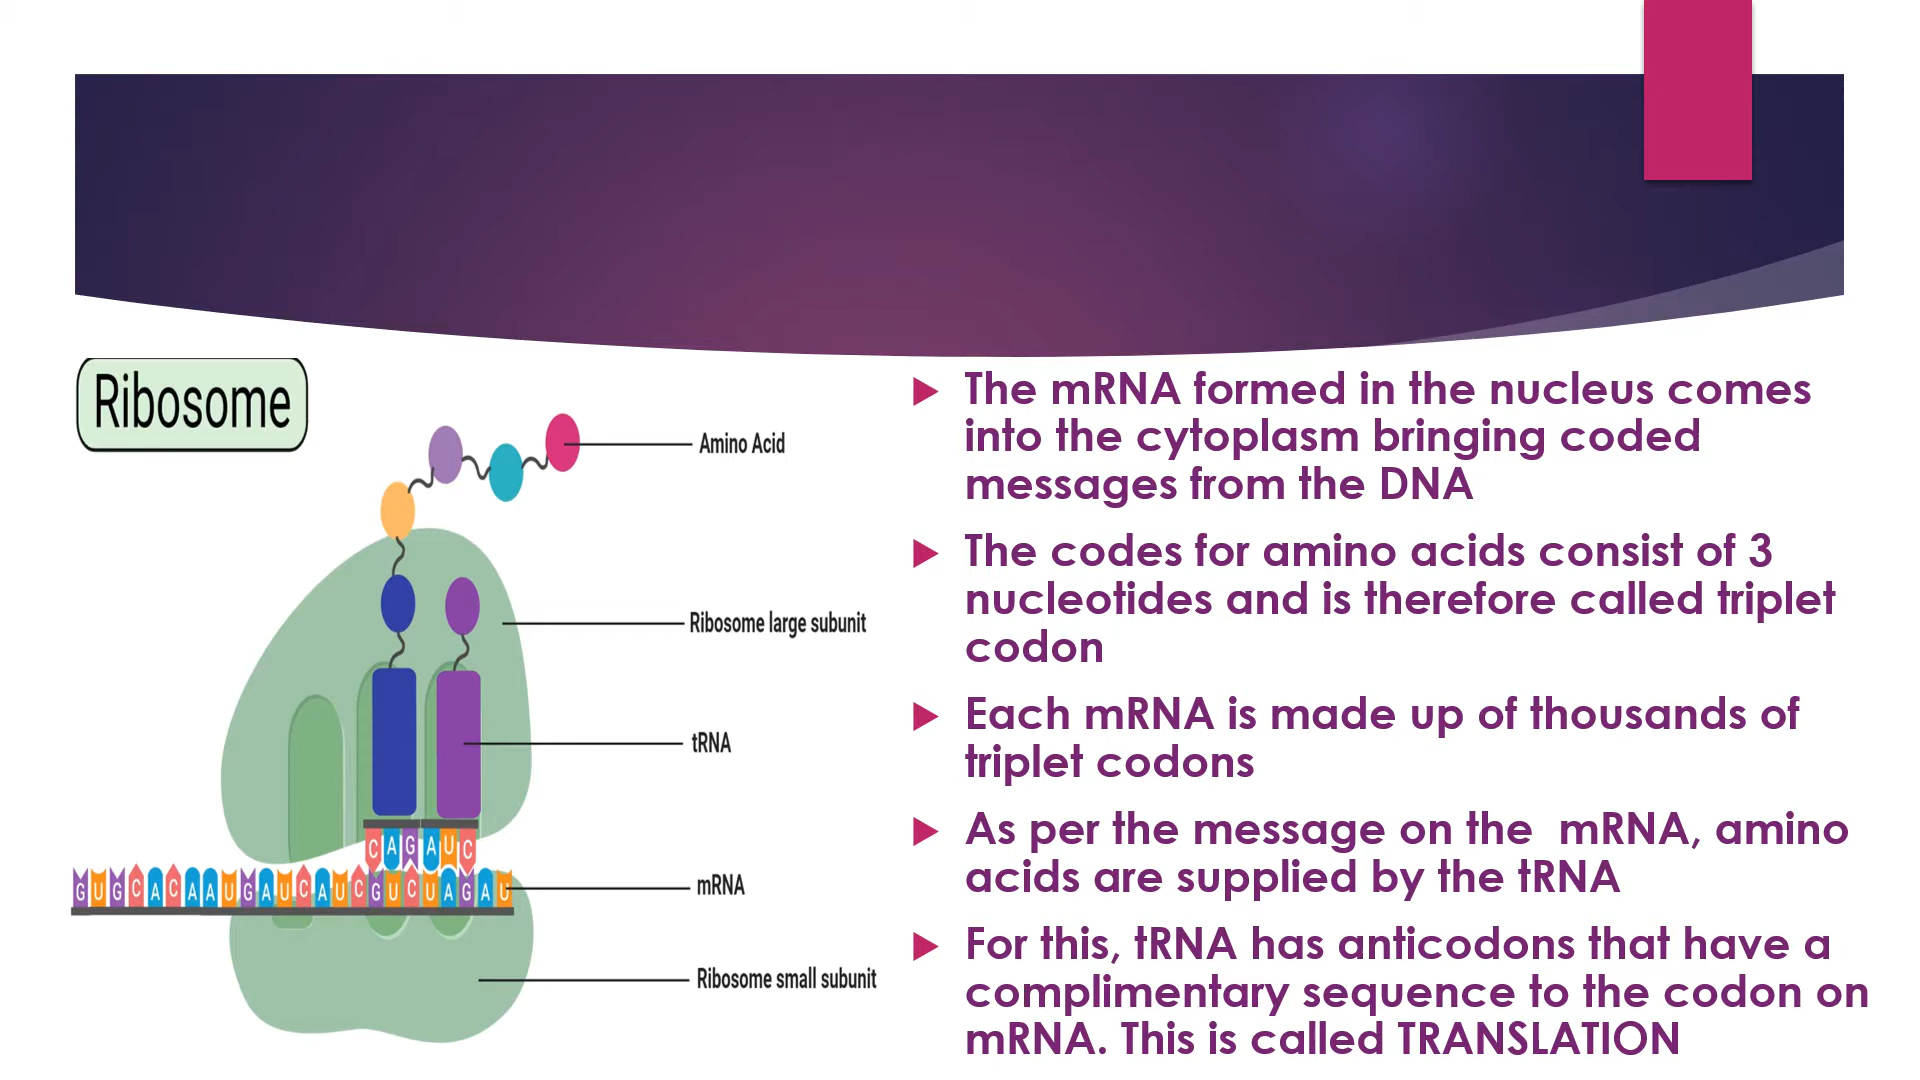 Ribosome
Amino Acid
Ribosome large subunit
tRNA
CAGAUC
GUGCACAAUGAUCAUCGUCUAGAU
mRNA
Ribosome small subunit
The mRNA formed in the nucleus comes
into the cytoplasm bringing coded
messages from the DNA
The codes for amino acids consist of 3
nucleotides and is therefore called triplet
codon
Each mRNA is made up of thousands of
triplet codons
As per the message on the mRNA, amino
acids are supplied by the tRNA
For this, tRNA has anticodons that have a
complimentary sequence to the codon on
mRNA. This is called TRANSLATION